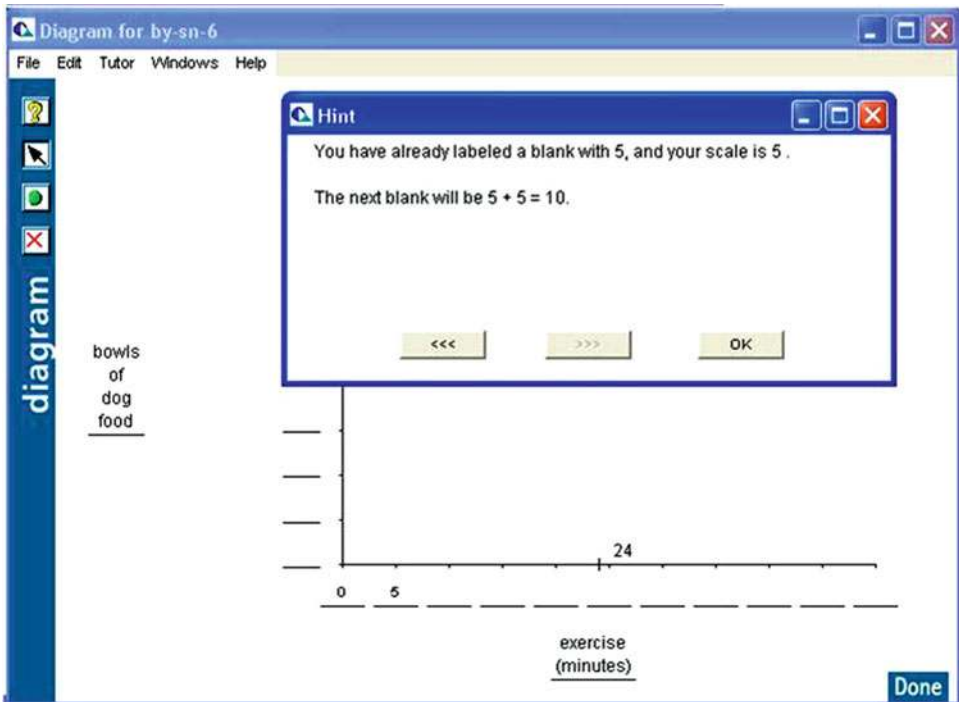 Diagram for by-sn-6
File Edit Tutor Windows Help
Hint
You have already labeled a blank with 5, and your scale is 5 .
The next blank will be 5 + 5 = 10.
<<< >>> OK
diagram
bowls
of
dog
food
24
0 5
exercise
(minutes)
Done